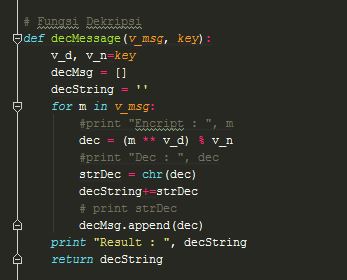 # Fungsi Dekripsi
def decMessage(v_msg, key):
    v_d, v_n=key
    decMsg = []
    decString = ''
    for m in v_msg:
        #print "Encript : ", m
        dec = (m ** v_d) % v_n
        #print "Dec : ", dec
        strDec = chr(dec)
        decString+=strDec
        # print strDec
        decMsg.append(dec)
    print "Result : ", decString
    return decString